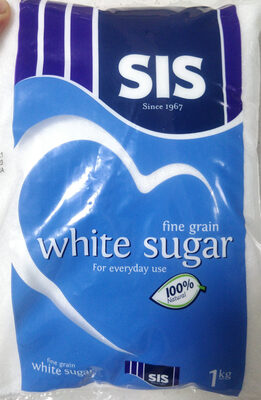 SIS
Since 1967
fine grain
white sugar
for everyday use
100%
Natural
fine grain
white sugar
SIS
1kg